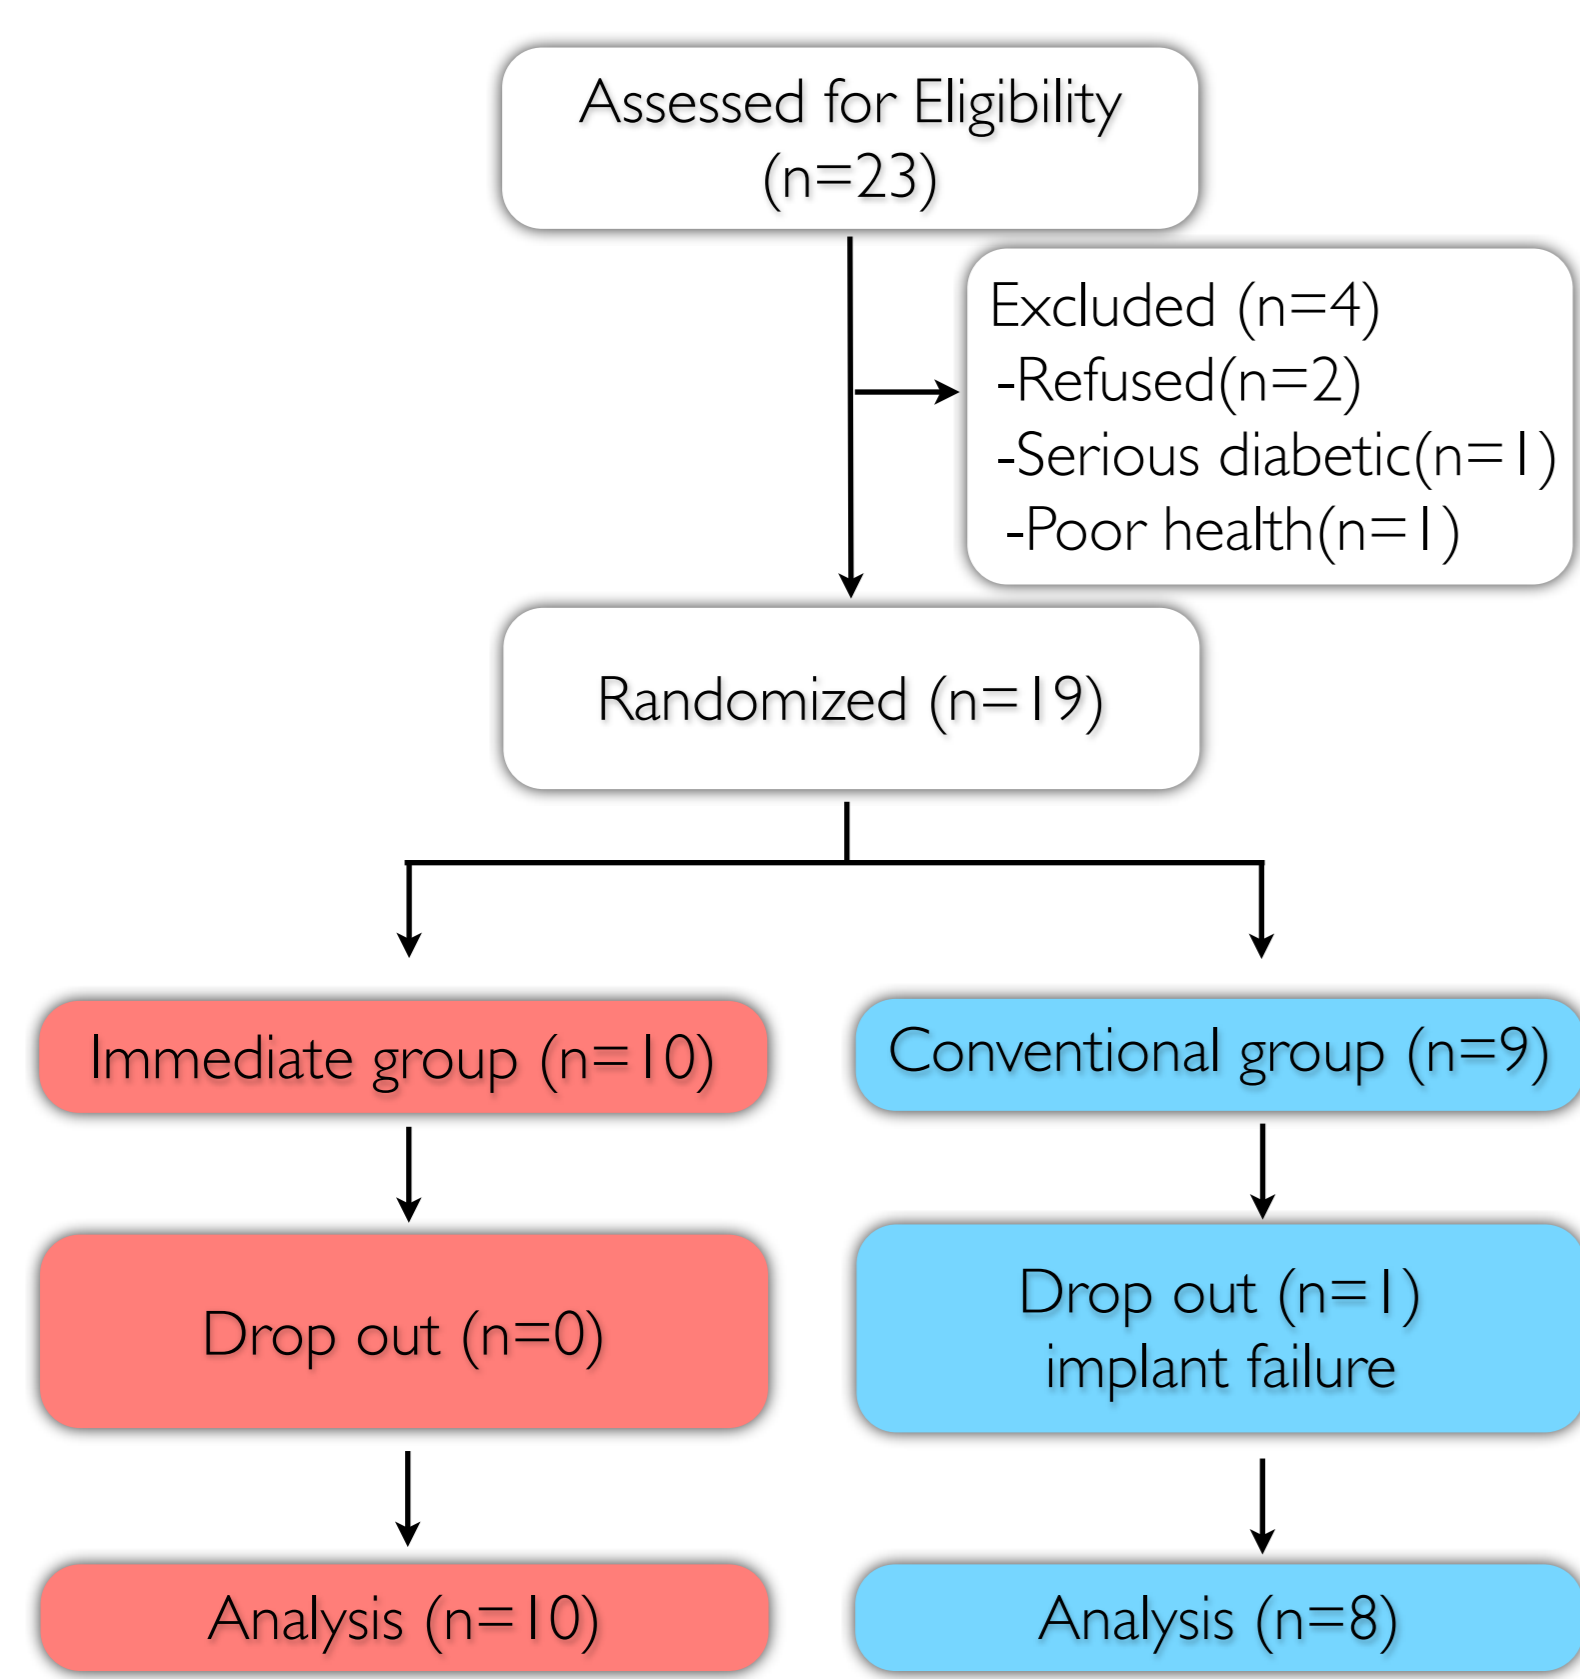 Assessed for Eligibility
(n=23)
Excluded (n=4)
-Refused(n=2)
-Serious diabetic(n=1)
-Poor health(n=1)
Randomized (n=19)
Immediate group (n=10)
Conventional group (n=9)
Drop out (n=0)
Drop out (n=1)
implant failure
Analysis (n=10)
Analysis (n=8)